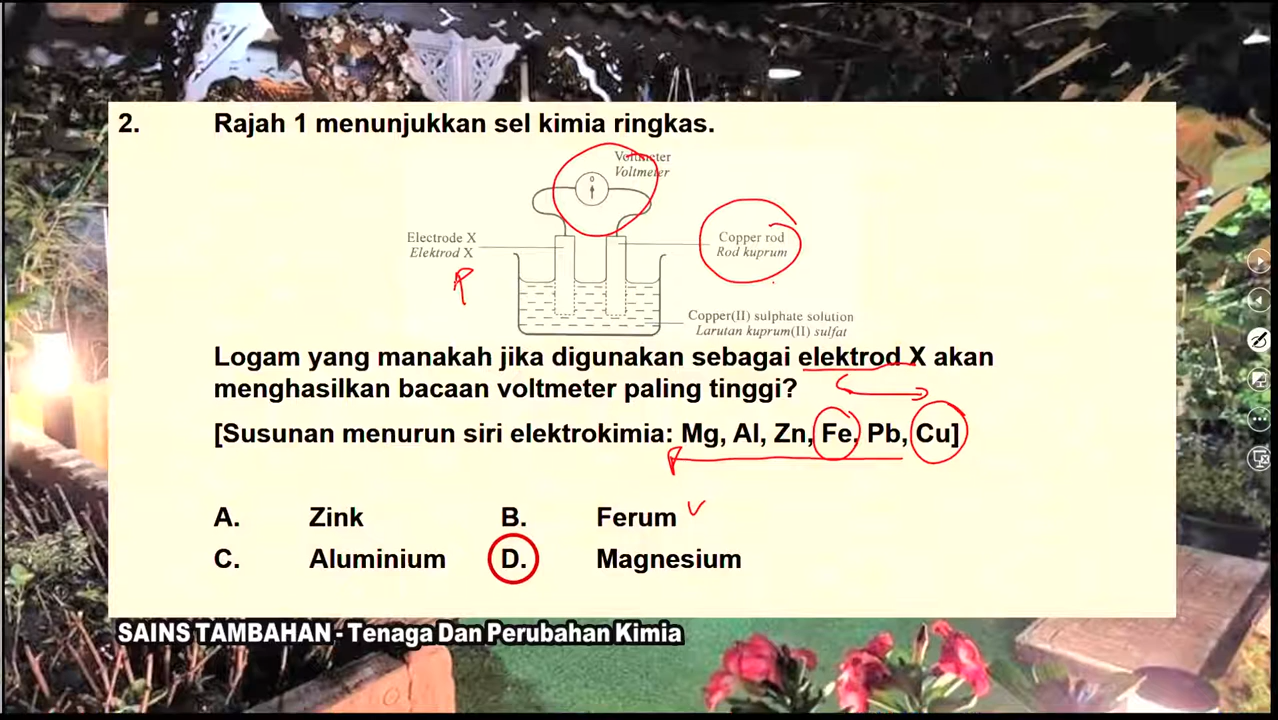 2. Rajah 1 menunjukkan sel kimia ringkas.
Voltmeter
Voltmeter
0
Electrode X
Elektrod X
Copper rod
Rod kuprum
Copper(II) sulphate solution
Larutan kuprum(II) sulfat
Logam yang manakah jika digunakan sebagai elektrod X akan
menghasilkan bacaan voltmeter paling tinggi?
[Susunan menurun siri elektrokimia: Mg, Al, Zn, Fe, Pb, Cu]
A. Zink B. Ferum
C. Aluminium D. Magnesium
SAINS TAMBAHAN - Tenaga Dan Perubahan Kimia